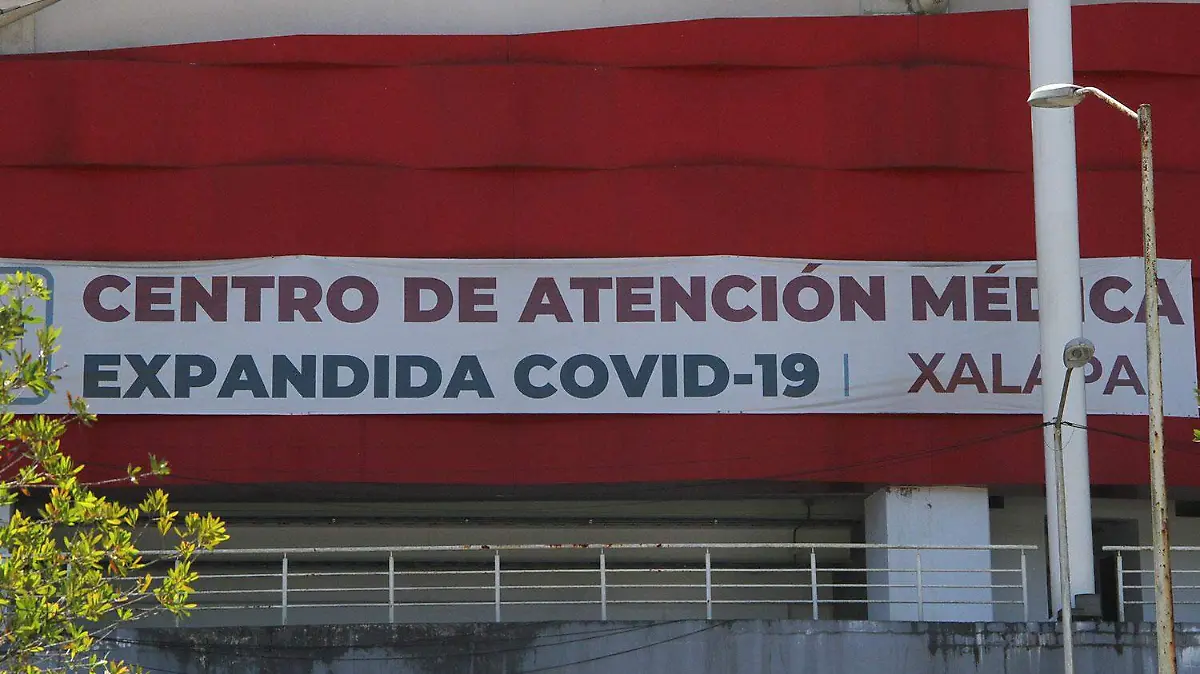 CENTRO DE ATENCIÓN MÉDICA
EXPANDIDA COVID-19 | XALAPA